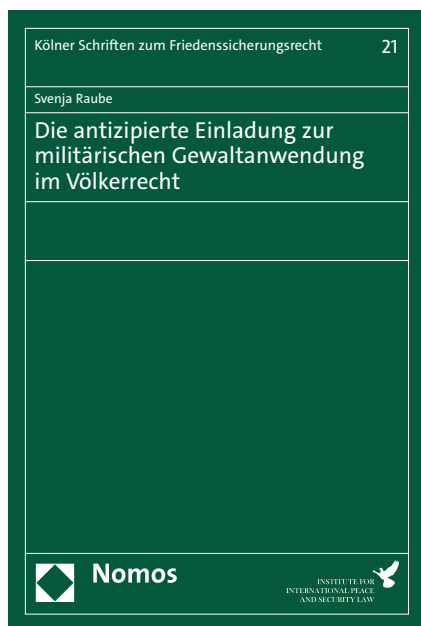 Kölner Schriften zum Friedenssicherungsrecht 21
Svenja Raube
Die antizipierte Einladung zur
militärischen Gewaltanwendung
im Völkerrecht
Nomos
INSTITUTE FOR
INTERNATIONAL PEACE
AND SECURITY LAW